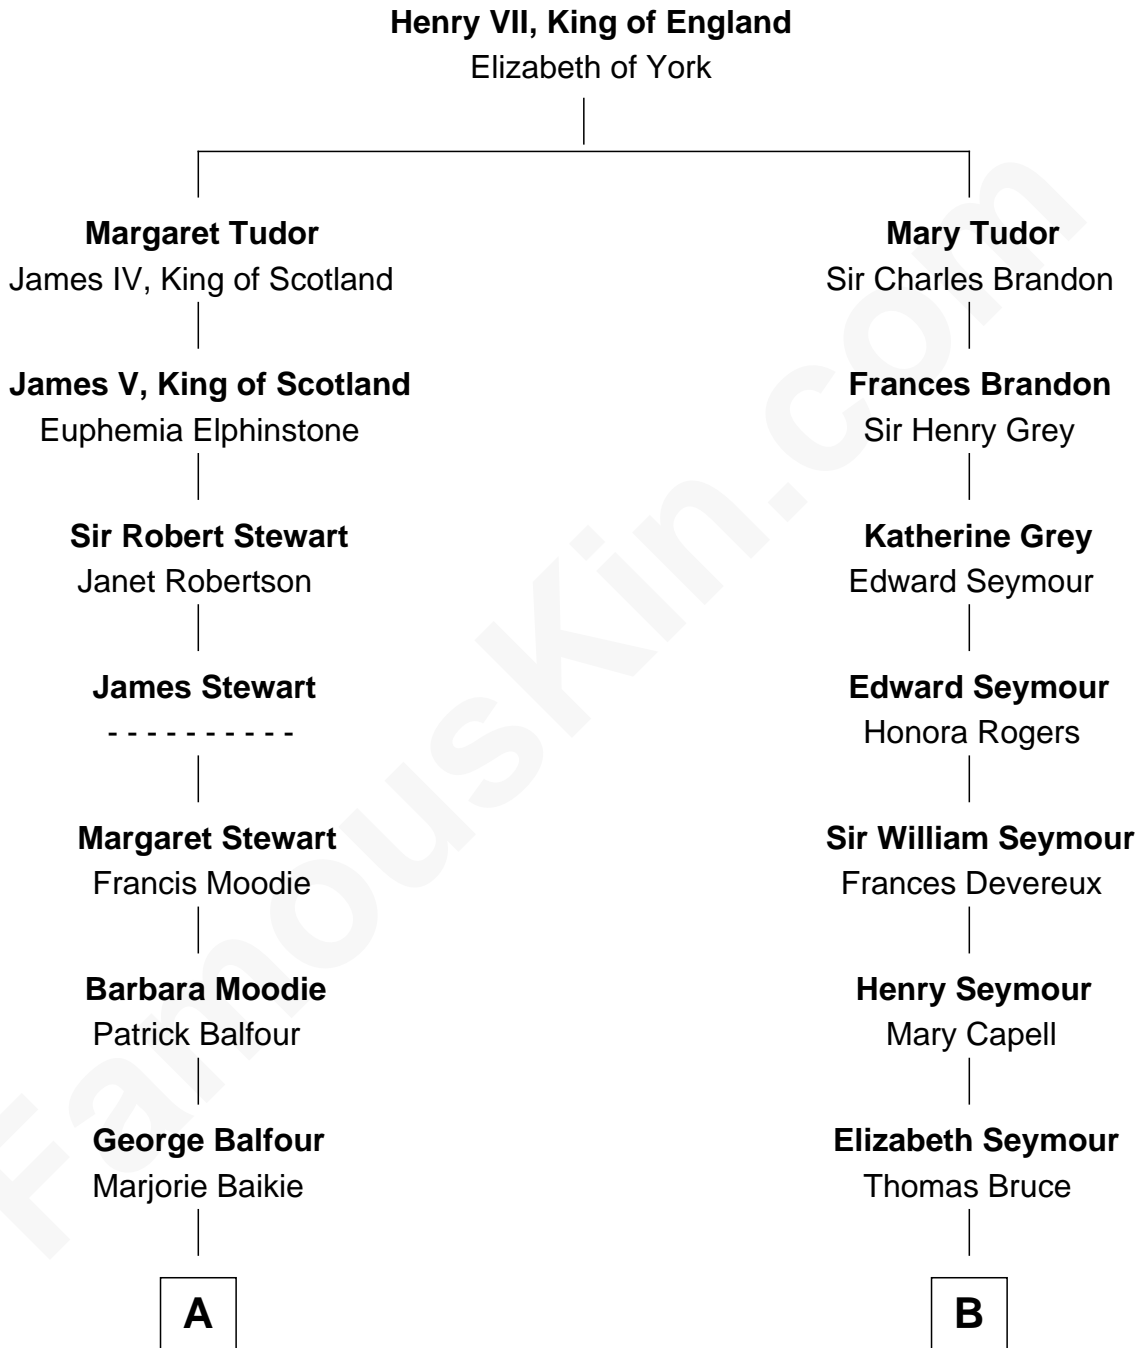 Henry VII, King of England
Elizabeth of York
Margaret Tudor
James IV, King of Scotland
James V, King of Scotland
Euphemia Elphinstone
Sir Robert Stewart
Janet Robertson
James Stewart
- - - - - - - - - -
Margaret Stewart
Francis Moodie
Barbara Moodie
Patrick Balfour
George Balfour
Marjorie Baikie
A
Mary Tudor
Sir Charles Brandon
Frances Brandon
Sir Henry Grey
Katherine Grey
Edward Seymour
Edward Seymour
Honora Rogers
Sir William Seymour
Frances Devereux
Henry Seymour
Mary Capell
Elizabeth Seymour
Thomas Bruce
B
FamousKin.com